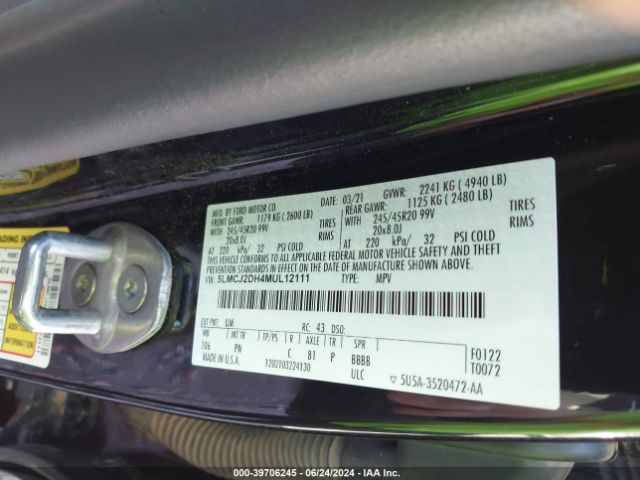 MFD. BY FORD MOTOR CO.
03/21 GVWR: 2241 KG ( 4940 LB)
FRONT GAWR: 1179 KG ( 2600 LB)
REAR GAWR: 1125 KG ( 2480 LB)
WITH 245/45R20 99V TIRES
WITH 245/45R20 99V TIRES
20x8.0J RIMS
20x8.0J RIMS
AT 220 kPa/ 32 PSI COLD
AT 220 kPa/ 32 PSI COLD
THIS VEHICLE CONFORMS TO ALL APPLICABLE FEDERAL MOTOR VEHICLE SAFETY AND THEFT
PREVENTION STANDARDS IN EFFECT ON THE DATE OF MANUFACTURE SHOWN ABOVE.
VIN: 5LMCJ2DH4MUL12111 TYPE: MPV
EXT PNT: RC: 43 DSO:
WB INT TR TP/PS R AXLE TR SPR
106 PN C 81 P BBBB
F0122
MADE IN U.S.A. ULC
T0072
5U5A-3520472-AA
000-39706245 - 06/24/2024 - IAA Inc.